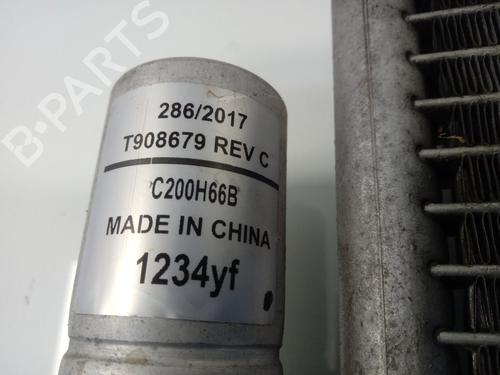 B-PARTS
286/2017
T908679 REV C
C200H66B
MADE IN CHINA
1234yf